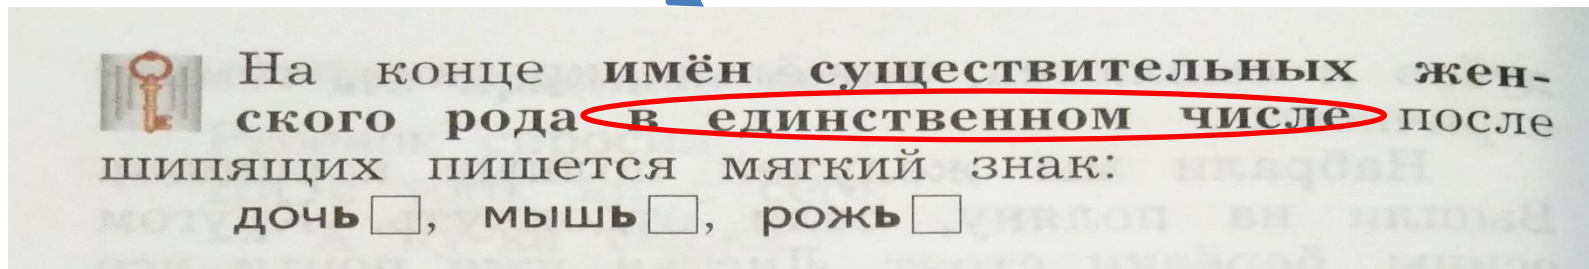 На конце имён существительных жен-
ского рода в единственном числе после
шипящих пишется мягкий знак:
дочь , мышь , рожь